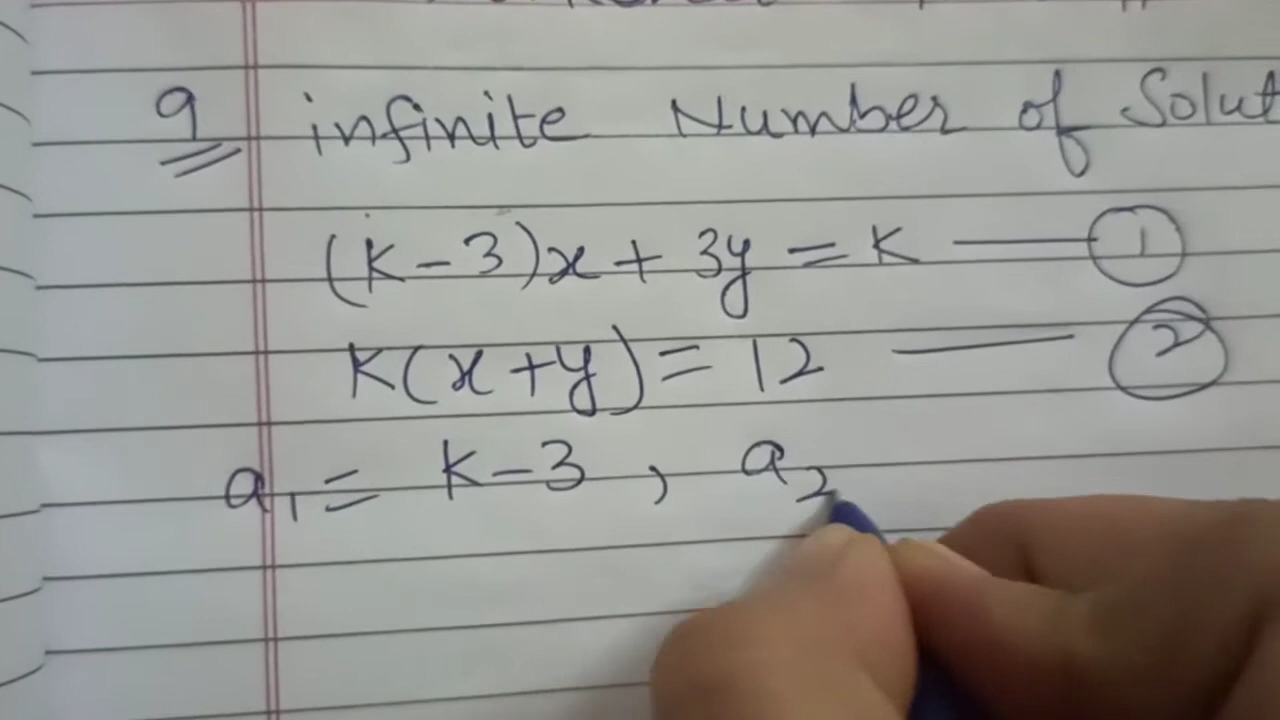 9 infinite Number of Solut
(k-3)x + 3y = k — 1
k(x+y) = 12 — 2
a₁ = k-3, a₂